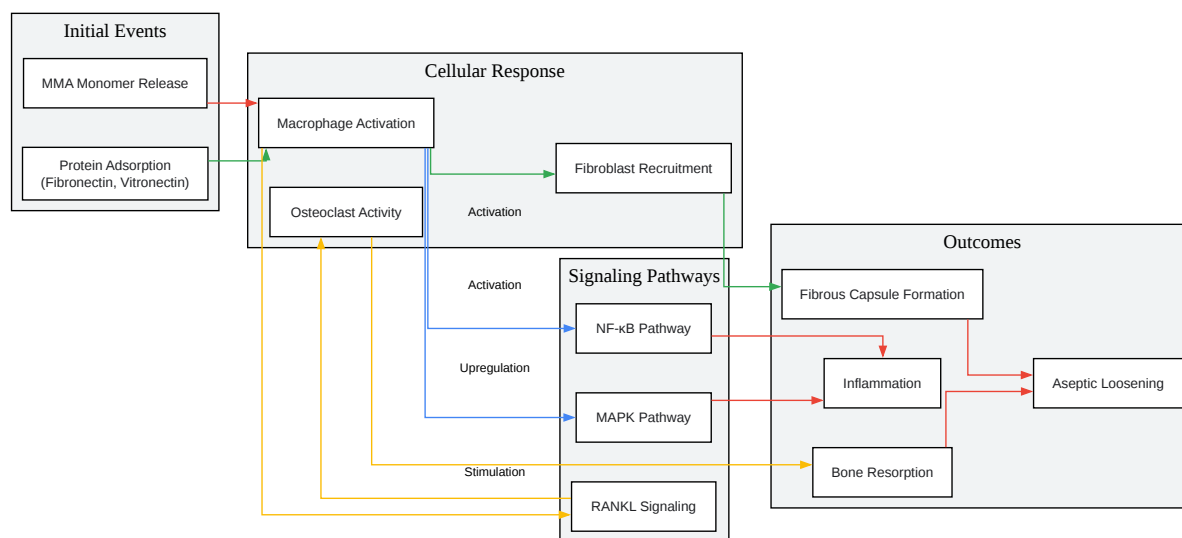 Initial Events
MMA Monomer Release
Protein Adsorption
(Fibronectin, Vitronectin)
Cellular Response
Macrophage Activation
Fibroblast Recruitment
Osteoclast Activity
Activation
Activation
Upregulation
Stimulation
Signaling Pathways
NF-κB Pathway
MAPK Pathway
RANKL Signaling
Outcomes
Fibrous Capsule Formation
Inflammation
Aseptic Loosening
Bone Resorption